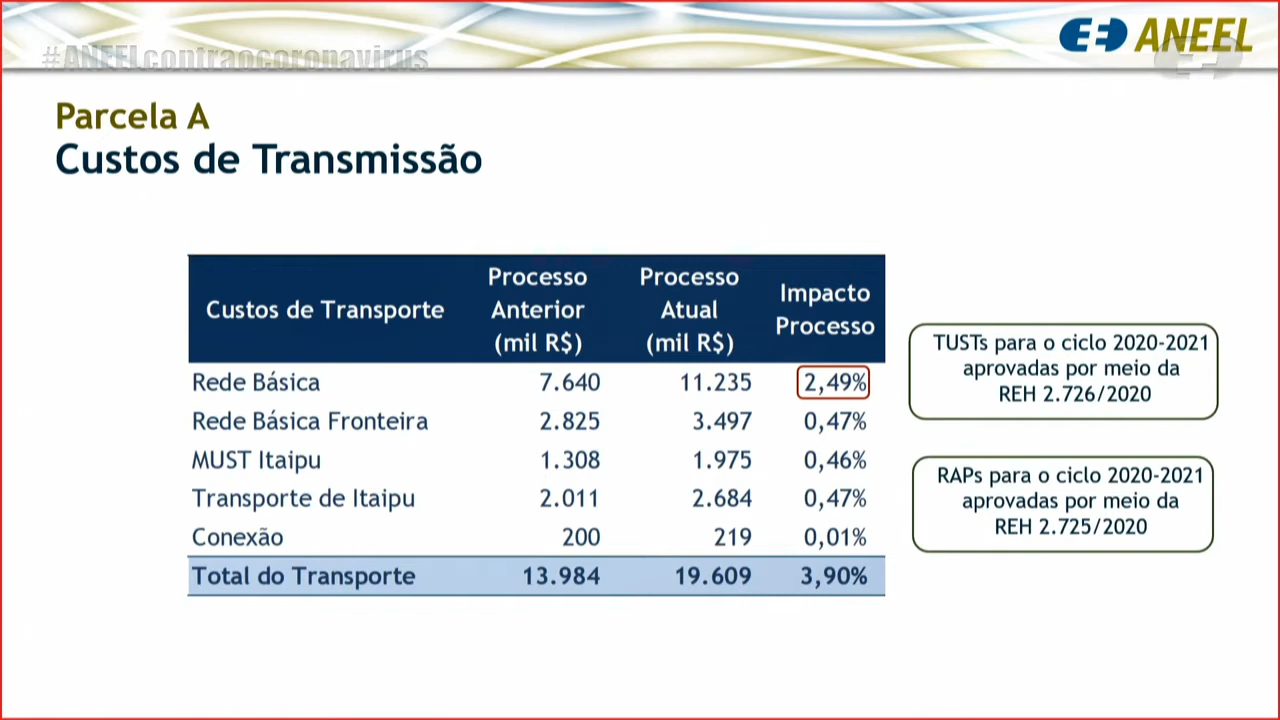 #ANEELcontraocoronavirus
ANEEL
Parcela A
Custos de Transmissão
Custos de Transporte
Processo
Anterior
(mil R$)
Processo
Atual
(mil R$)
Impacto
Processo
Rede Básica 7.640 11.235 2,49%
Rede Básica Fronteira 2.825 3.497 0,47%
MUST Itaipu 1.308 1.975 0,46%
Transporte de Itaipu 2.011 2.684 0,47%
Conexão 200 219 0,01%
Total do Transporte 13.984 19.609 3,90%
TUSTs para o ciclo 2020-2021
aprovadas por meio da
REH 2.726/2020
RAPs para o ciclo 2020-2021
aprovadas por meio da
REH 2.725/2020